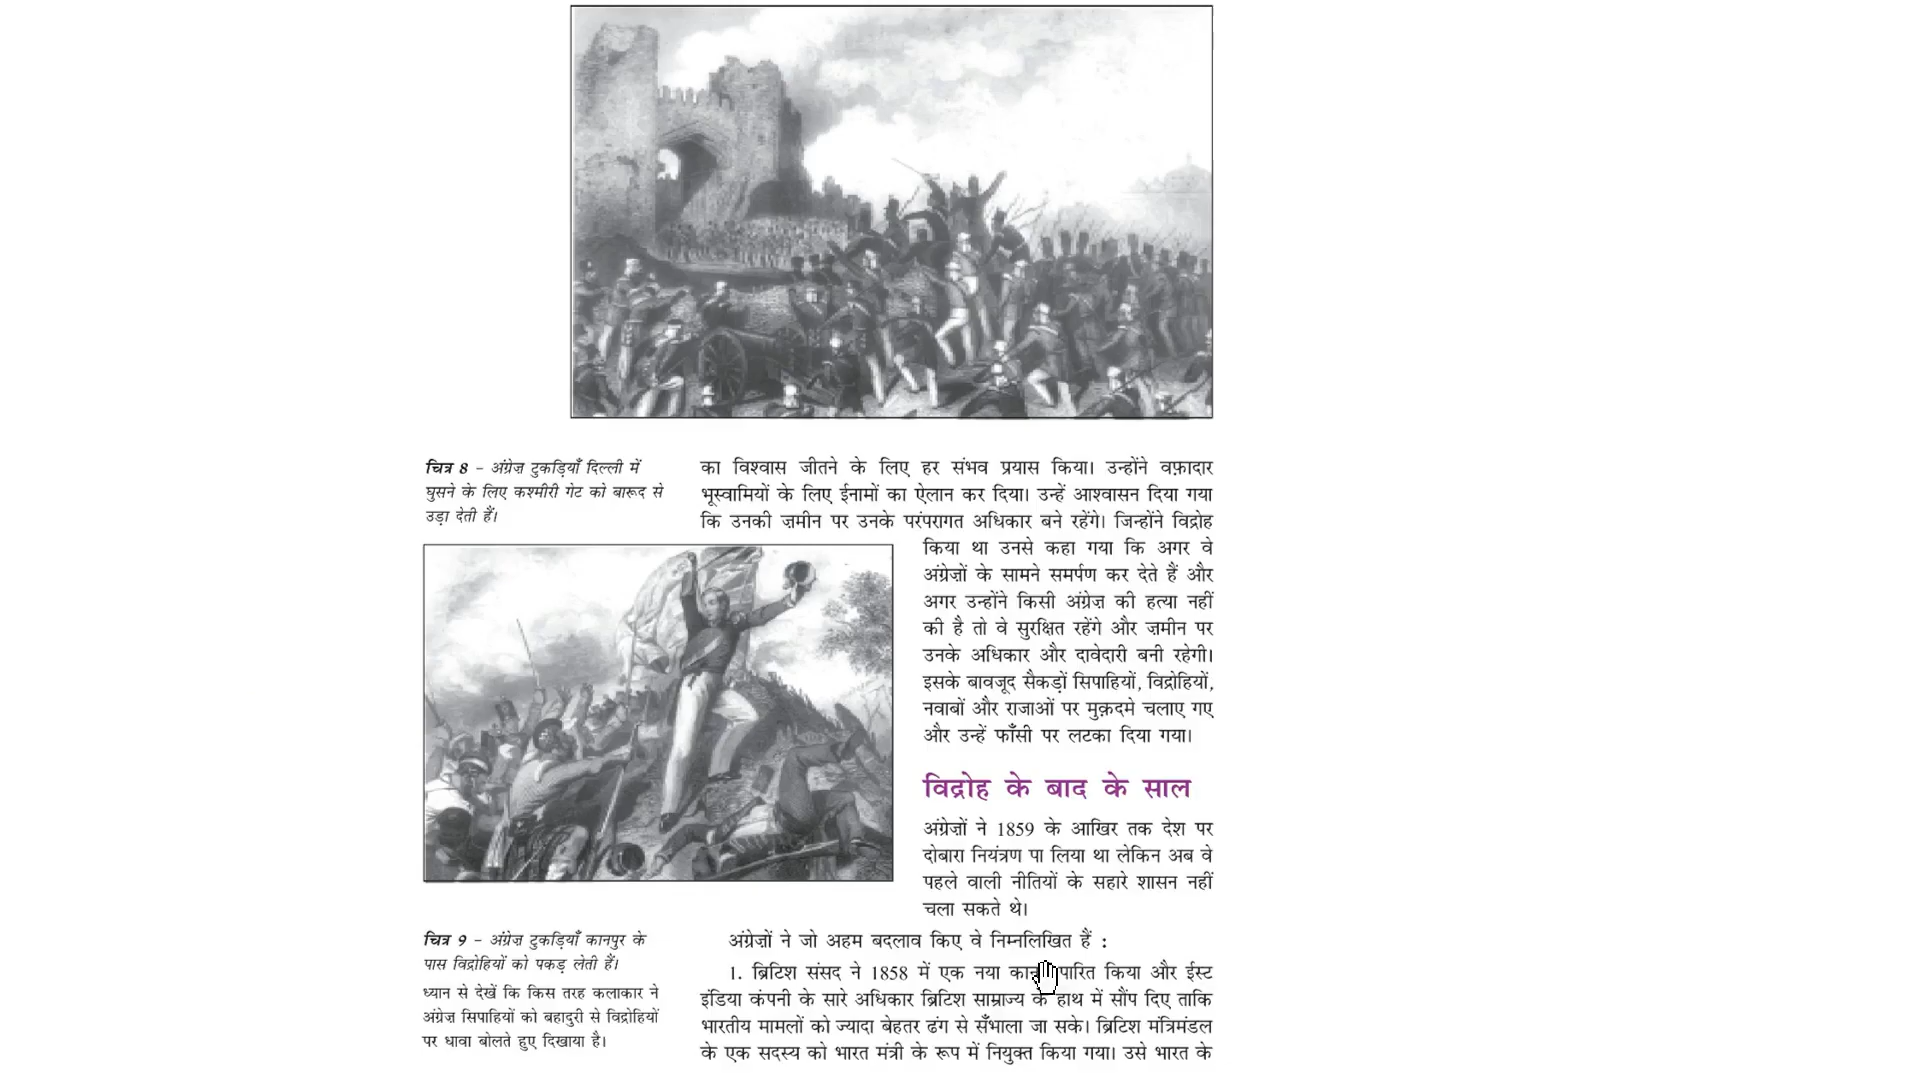 चित्र 8 – अंग्रेज़ टुकड़ियाँ दिल्ली में
घुसने के लिए कश्मीरी गेट को बारूद से
उड़ा देती हैं।
का विश्वास जीतने के लिए हर संभव प्रयास किया। उन्होंने वफ़ादार
भूस्वामियों के लिए ईनामों का ऐलान कर दिया। उन्हें आश्वासन दिया गया
कि उनकी ज़मीन पर उनके परंपरागत अधिकार बने रहेंगे। जिन्होंने विद्रोह
किया था उनसे कहा गया कि अगर वे
अंग्रेज़ों के सामने समर्पण कर देते हैं और
अगर उन्होंने किसी अंग्रेज़ की हत्या नहीं
की है तो वे सुरक्षित रहेंगे और ज़मीन पर
उनके अधिकार और दावेदारी बनी रहेगी।
इसके बावजूद सैकड़ों सिपाहियों, विद्रोहियों,
नवाबों और राजाओं पर मुक़दमे चलाए गए
और उन्हें फाँसी पर लटका दिया गया।
विद्रोह के बाद के साल
अंग्रेज़ों ने 1859 के आखिर तक देश पर
दोबारा नियंत्रण पा लिया था लेकिन अब वे
पहले वाली नीतियों के सहारे शासन नहीं
चला सकते थे।
चित्र 9 – अंग्रेज़ टुकड़ियाँ कानपुर के
पास विद्रोहियों को पकड़ लेती हैं।
ध्यान से देखें कि किस तरह कलाकार ने
अंग्रेज़ सिपाहियों को बहादुरी से विद्रोहियों
पर धावा बोलते हुए दिखाया है।
अंग्रेज़ों ने जो अहम बदलाव किए वे निम्नलिखित हैं :
1. ब्रिटिश संसद ने 1858 में एक नया पारित किया और ईस्ट
इंडिया कंपनी के सारे अधिकार ब्रिटिश साम्राज्य के हाथ में सौंप दिए ताकि
भारतीय मामलों को ज्यादा बेहतर ढंग से सँभाला जा सके। ब्रिटिश मंत्रिमंडल
के एक सदस्य को भारत मंत्री के रूप में नियुक्त किया गया। उसे भारत के